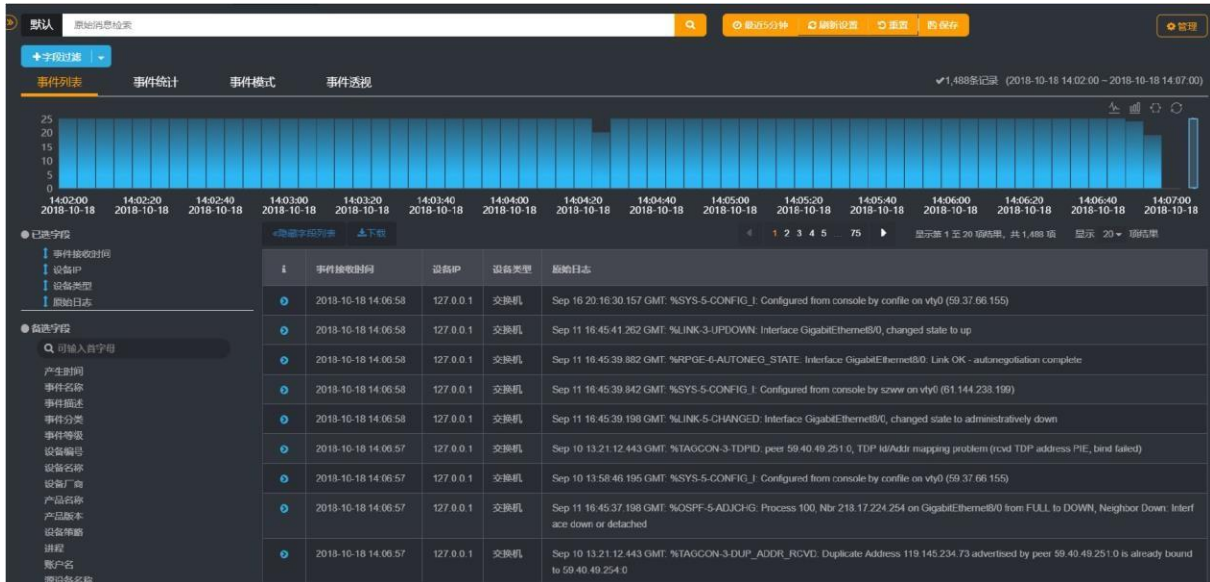 默认 原始消息检索 最近5分钟 刷新设置 重置 保存 管理
+字段过滤
事件列表 事件统计 事件模式 事件透视 ✔1,488条记录 (2018-10-18 14:02:00 ~ 2018-10-18 14:07:00)
25
20
15
10
5
0
14:02:00 14:02:20 14:02:40 14:03:00 14:03:20 14:03:40 14:04:00 14:04:20 14:04:40 14:05:00 14:05:20 14:05:40 14:06:00 14:06:20 14:06:40 14:07:00
2018-10-18 2018-10-18 2018-10-18 2018-10-18 2018-10-18 2018-10-18 2018-10-18 2018-10-18 2018-10-18 2018-10-18 2018-10-18 2018-10-18 2018-10-18 2018-10-18 2018-10-18 2018-10-18
已选字段
事件接收时间
设备IP
设备类型
原始日志
备选字段
可输入首字母
产生时间
事件名称
事件描述
事件分类
事件等级
设备编号
设备名称
设备厂商
产品名称
产品版本
设备策略
进程
账户名
源设备名称
«隐藏字段列表 下载 1 2 3 4 5 ... 75 显示第 1 至 20 项结果，共 1,488 项 显示 20 项结果
i 事件接收时间 设备IP 设备类型 原始日志
2018-10-18 14:06:58 127.0.0.1 交换机 Sep 16 20:16:30.157 GMT: %SYS-5-CONFIG_I: Configured from console by confile on vty0 (59.37.66.155)
2018-10-18 14:06:58 127.0.0.1 交换机 Sep 11 16:45:41.262 GMT: %LINK-3-UPDOWN: Interface GigabitEthernet8/0, changed state to up
2018-10-18 14:06:58 127.0.0.1 交换机 Sep 11 16:45:39.882 GMT: %RPGE-6-AUTONEG_STATE: Interface GigabitEthernet8/0: Link OK - autonegotiation complete
2018-10-18 14:06:58 127.0.0.1 交换机 Sep 11 16:45:39.842 GMT: %SYS-5-CONFIG_I: Configured from console by szww on vty0 (61.144.238.199)
2018-10-18 14:06:58 127.0.0.1 交换机 Sep 11 16:45:39.198 GMT: %LINK-5-CHANGED: Interface GigabitEthernet8/0, changed state to administratively down
2018-10-18 14:06:57 127.0.0.1 交换机 Sep 10 13:21:12.443 GMT: %TAGCON-3-TDPID: peer 59.40.49.251:0, TDP Id/Addr mapping problem (rcvd TDP address PIE, bind failed)
2018-10-18 14:06:57 127.0.0.1 交换机 Sep 10 13:58:46.195 GMT: %SYS-5-CONFIG_I: Configured from console by confile on vty0 (59.37.66.155)
2018-10-18 14:06:57 127.0.0.1 交换机 Sep 11 16:45:37.198 GMT: %OSPF-5-ADJCHG: Process 100, Nbr 218.17.224.254 on GigabitEthernet8/0 from FULL to DOWN, Neighbor Down: Interf
ace down or detached
2018-10-18 14:06:57 127.0.0.1 交换机 Sep 10 13:21:12.443 GMT: %TAGCON-3-DUP_ADDR_RCVD: Duplicate Address 119.145.234.73 advertised by peer 59.40.49.251:0 is already bound
to 59.40.49.254:0